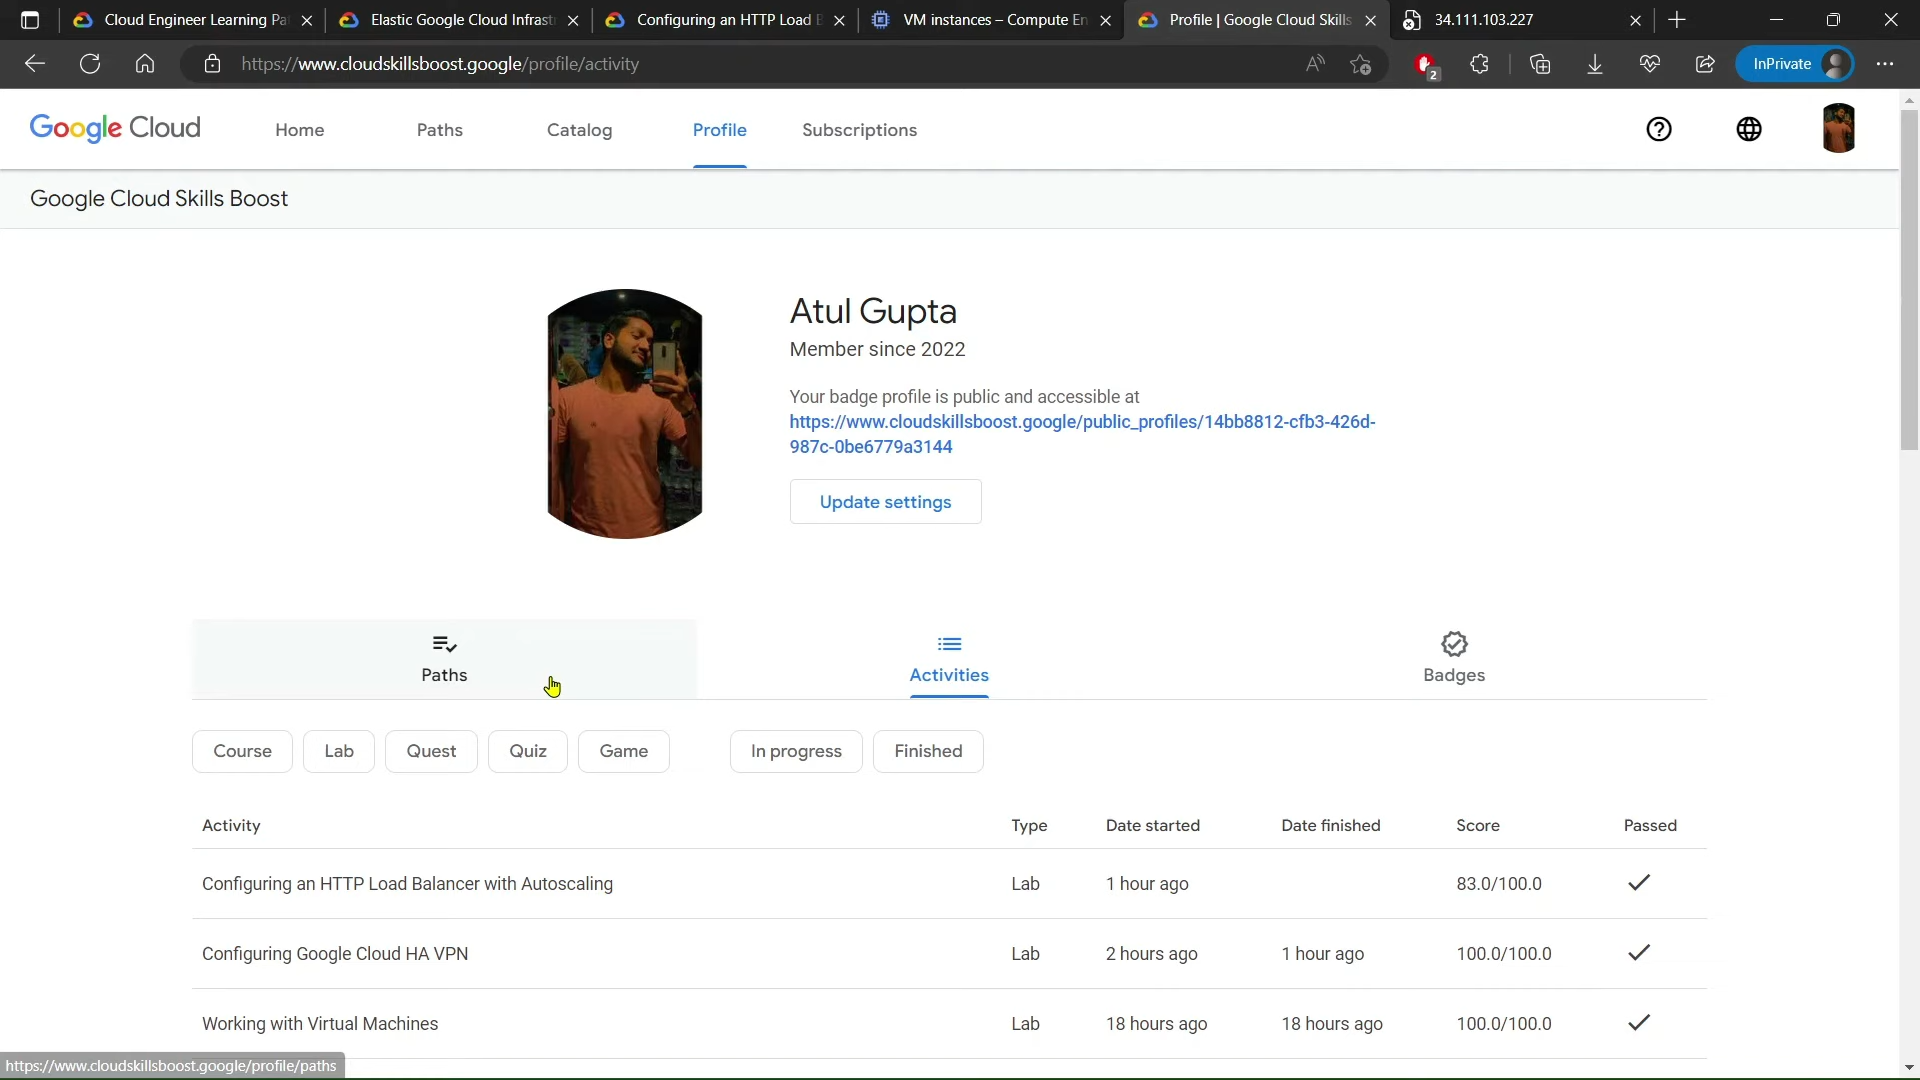 Cloud Engineer Learning Pa
Elastic Google Cloud Infrast
Configuring an HTTP Load B
VM instances – Compute En
Profile | Google Cloud Skills
34.111.103.227
https://www.cloudskillsboost.google/profile/activity
2
InPrivate
Google Cloud
Home
Paths
Catalog
Profile
Subscriptions
Google Cloud Skills Boost
Atul Gupta
Member since 2022
Your badge profile is public and accessible at
https://www.cloudskillsboost.google/public_profiles/14bb8812-cfb3-426d-
987c-0be6779a3144
Update settings
Paths
Activities
Badges
Course
Lab
Quest
Quiz
Game
In progress
Finished
Activity Type Date started Date finished Score Passed
Configuring an HTTP Load Balancer with Autoscaling Lab 1 hour ago 83.0/100.0
Configuring Google Cloud HA VPN Lab 2 hours ago 1 hour ago 100.0/100.0
Working with Virtual Machines Lab 18 hours ago 18 hours ago 100.0/100.0
https://www.cloudskillsboost.google/profile/paths